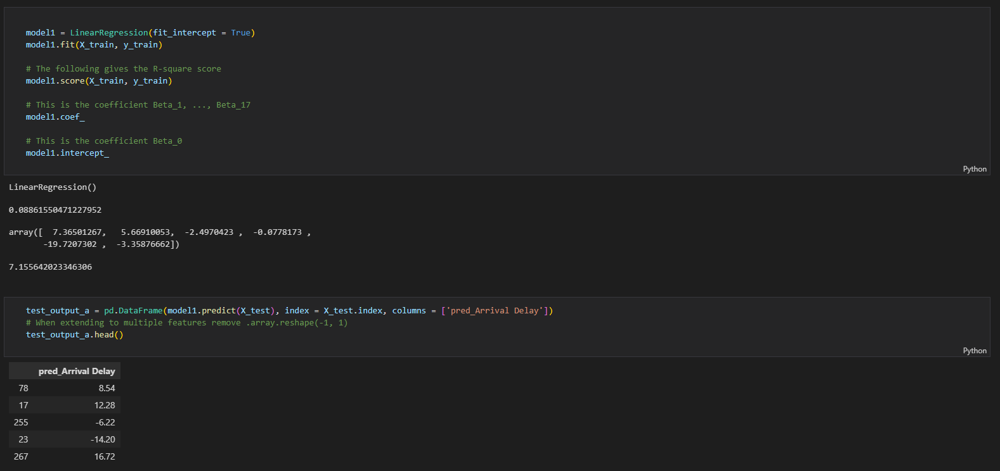 model1 = LinearRegression(fit_intercept = True)
model1.fit(X_train, y_train)
# The following gives the R-square score
model1.score(X_train, y_train)
# This is the coefficient Beta_1, ..., Beta_17
model1.coef_
# This is the coefficient Beta_0
model1.intercept_
Python
LinearRegression()
0.08861550471227952
array([  7.36501267,   5.66910053,  -2.4970423 ,  -0.0778173 ,
       -19.7207302 ,  -3.35876662])
7.155642023346306
test_output_a = pd.DataFrame(model1.predict(X_test), index = X_test.index, columns = ['pred_Arrival Delay'])
# When extending to multiple features remove .array.reshape(-1, 1)
test_output_a.head()
Python
pred_Arrival Delay
78 8.54
17 12.28
255 -6.22
23 -14.20
267 16.72